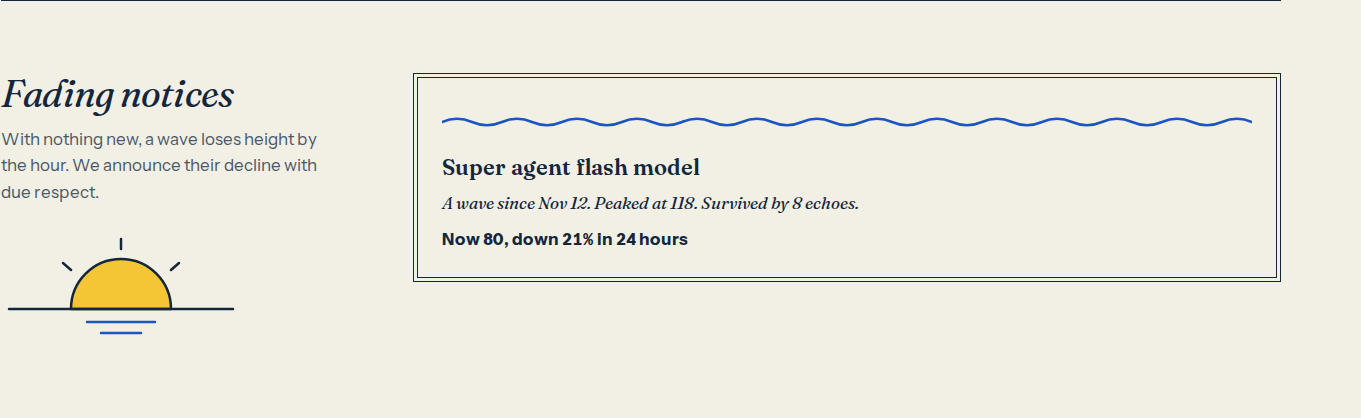 Fading notices
With nothing new, a wave loses height by
the hour. We announce their decline with
due respect.
Super agent flash model
A wave since Nov 12. Peaked at 118. Survived by 8 echoes.
Now 80, down 21% in 24 hours